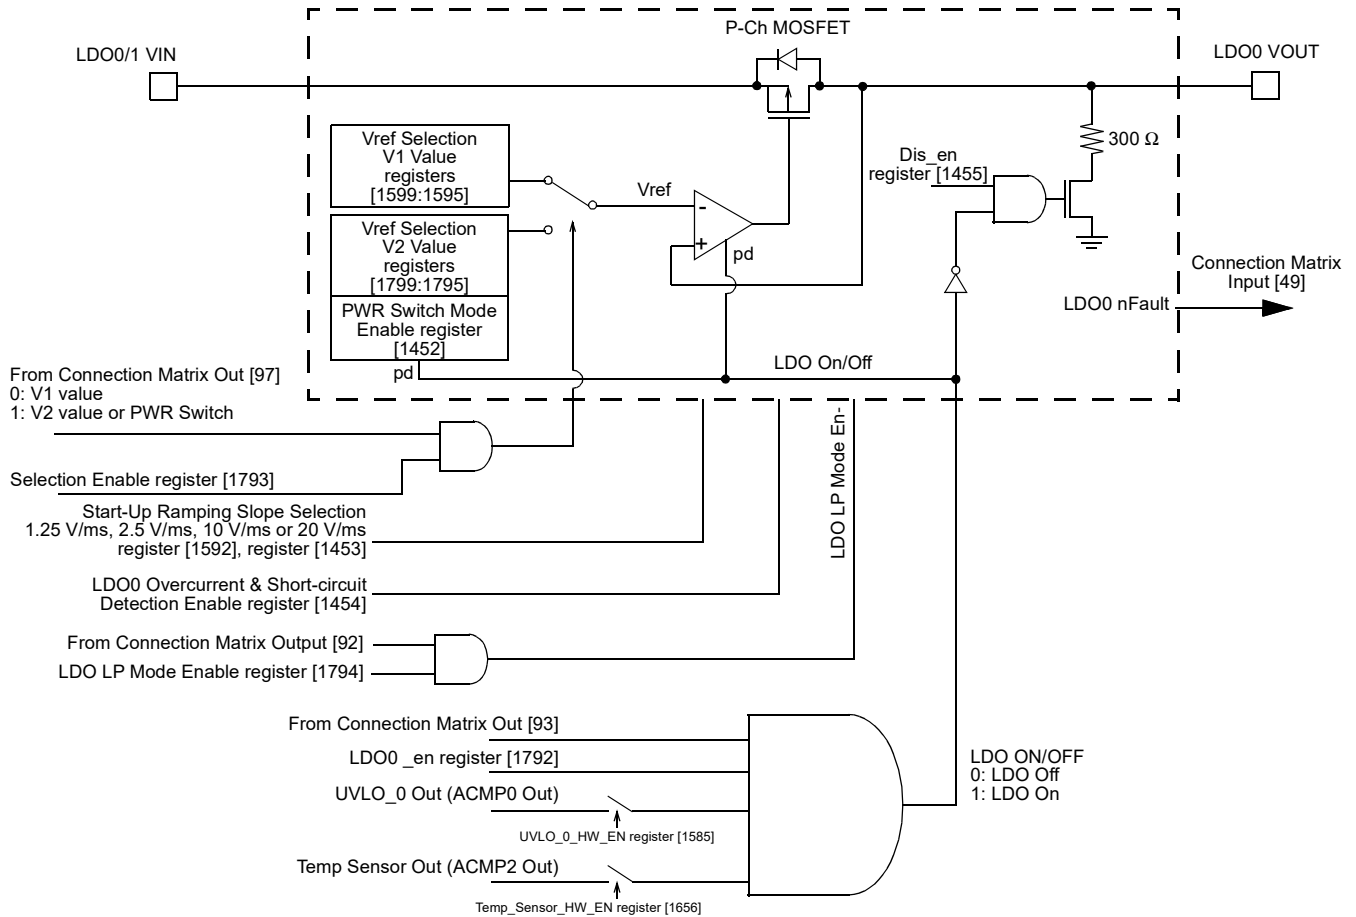 P-Ch MOSFET
LDO0/1 VIN
LDO0 VOUT
Vref Selection
V1 Value
registers
[1599:1595]
Vref
-
+
pd
Dis_en
register [1455]
300 Ω
Vref Selection
V2 Value
registers
[1799:1795]
PWR Switch Mode
Enable register
[1452]
pd
LDO On/Off
Connection Matrix
Input [49]
LDO0 nFault
From Connection Matrix Out [97]
0: V1 value
1: V2 value or PWR Switch
Selection Enable register [1793]
Start-Up Ramping Slope Selection
1.25 V/ms, 2.5 V/ms, 10 V/ms or 20 V/ms
register [1592], register [1453]
LDO0 Overcurrent & Short-circuit
Detection Enable register [1454]
LDO LP Mode En-
From Connection Matrix Output [92]
LDO LP Mode Enable register [1794]
From Connection Matrix Out [93]
LDO0 _en register [1792]
UVLO_0 Out (ACMP0 Out)
UVLO_0_HW_EN register [1585]
Temp Sensor Out (ACMP2 Out)
Temp_Sensor_HW_EN register [1656]
LDO ON/OFF
0: LDO Off
1: LDO On